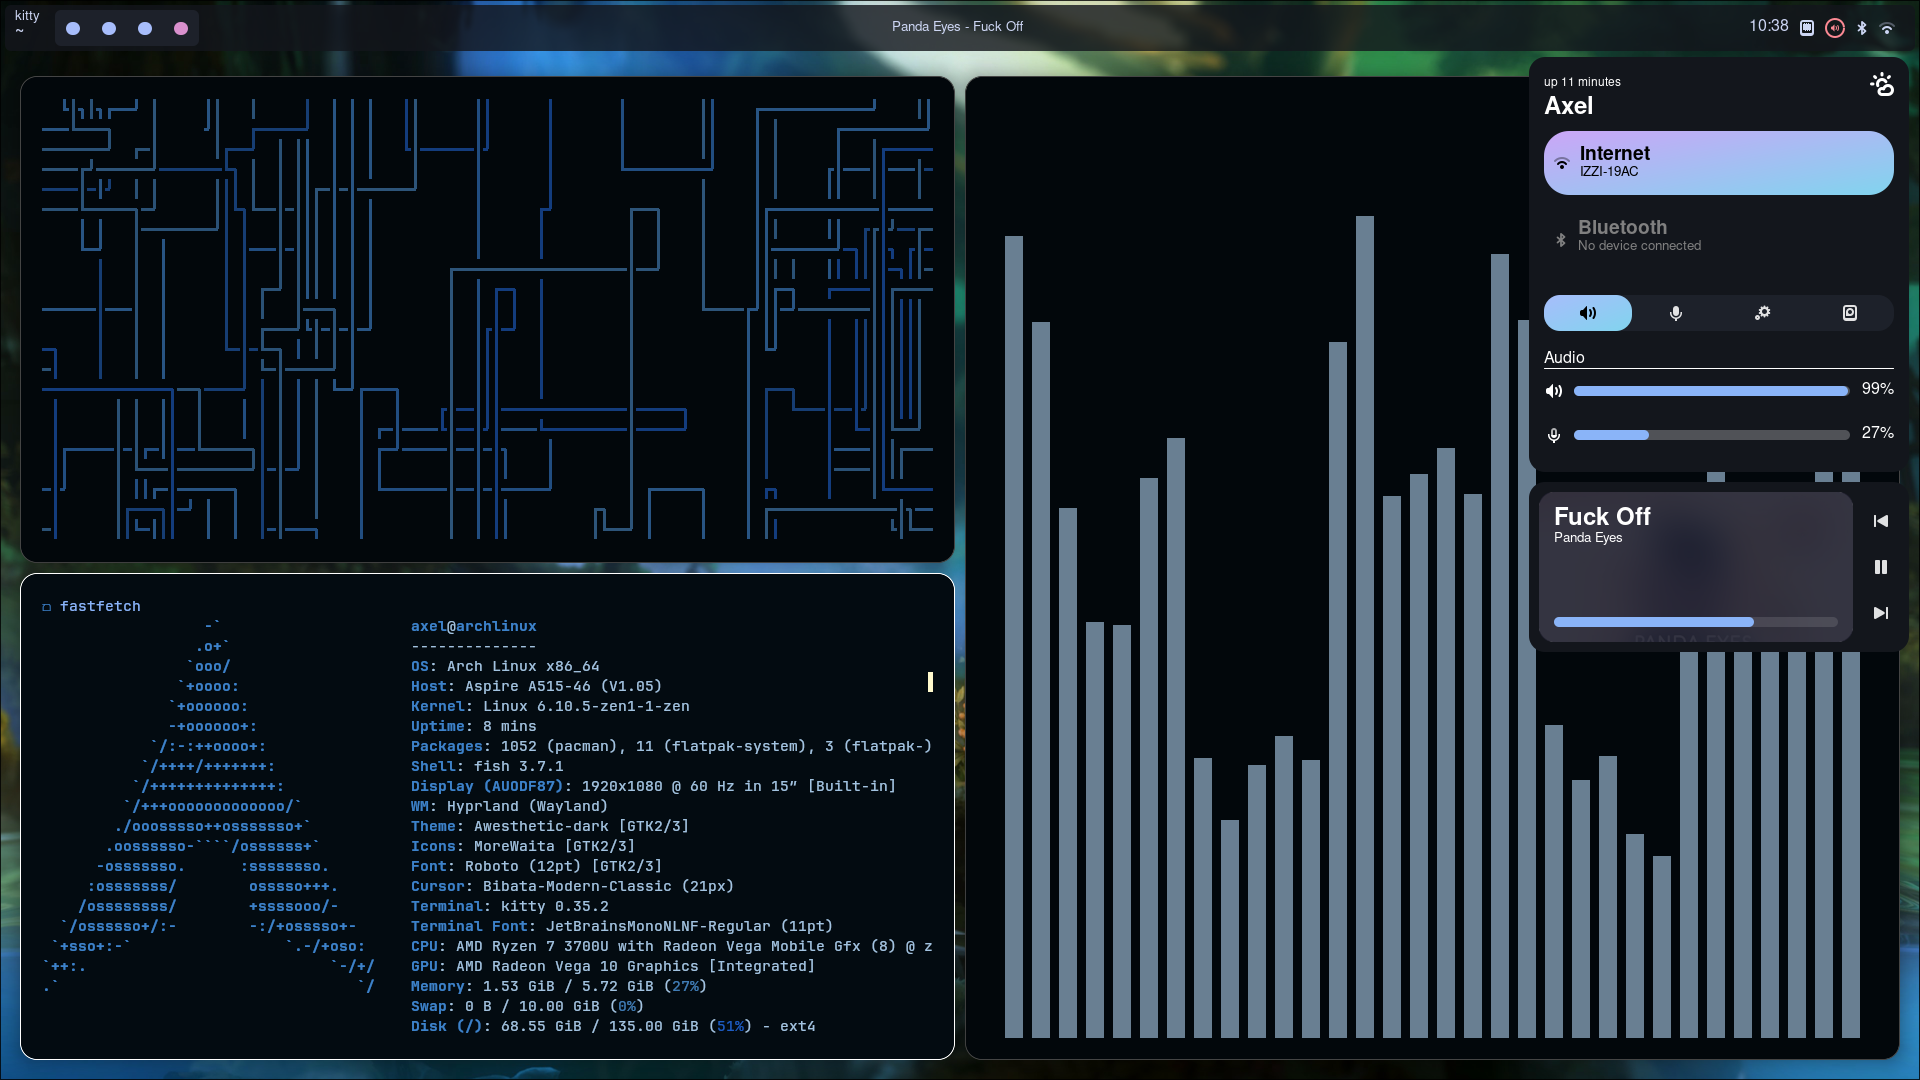 kitty
~
Panda Eyes - Fuck Off
10:38
up 11 minutes
Axel
Internet
IZZI-19AC
Bluetooth
No device connected
Audio
99%
27%
Fuck Off
Panda Eyes
PANDA EYES
fastfetch
axel@archlinux
--------------
OS: Arch Linux x86_64
Host: Aspire A515-46 (V1.05)
Kernel: Linux 6.10.5-zen1-1-zen
Uptime: 8 mins
Packages: 1052 (pacman), 11 (flatpak-system), 3 (flatpak-)
Shell: fish 3.7.1
Display (AUODF87): 1920x1080 @ 60 Hz in 15″ [Built-in]
WM: Hyprland (Wayland)
Theme: Awesthetic-dark [GTK2/3]
Icons: MoreWaita [GTK2/3]
Font: Roboto (12pt) [GTK2/3]
Cursor: Bibata-Modern-Classic (21px)
Terminal: kitty 0.35.2
Terminal Font: JetBrainsMonoNLNF-Regular (11pt)
CPU: AMD Ryzen 7 3700U with Radeon Vega Mobile Gfx (8) @ z
GPU: AMD Radeon Vega 10 Graphics [Integrated]
Memory: 1.53 GiB / 5.72 GiB (27%)
Swap: 0 B / 10.00 GiB (0%)
Disk (/): 68.55 GiB / 135.00 GiB (51%) - ext4